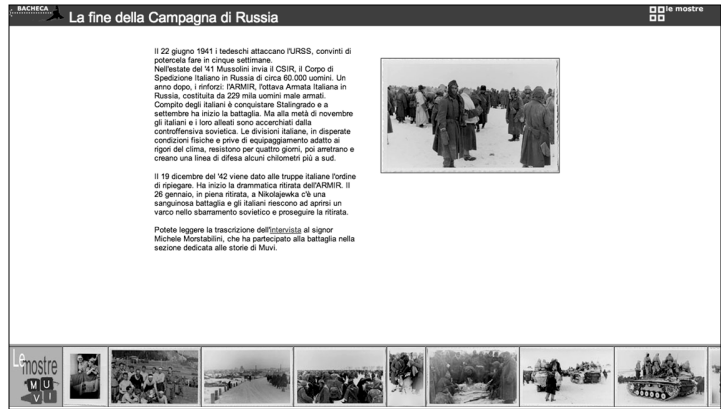 BACHECA
La fine della Campagna di Russia
le mostre
Il 22 giugno 1941 i tedeschi attaccano l'URSS, convinti di
potercela fare in cinque settimane.
Nell'estate del '41 Mussolini invia il CSIR, il Corpo di
Spedizione Italiano in Russia di circa 60.000 uomini. Un
anno dopo, i rinforzi: l'ARMIR, l'ottava Armata Italiana in
Russia, costituita da 229 mila uomini male armati.
Compito degli italiani è conquistare Stalingrado e a
settembre ha inizio la battaglia. Ma alla metà di novembre
gli italiani e i loro alleati sono accerchiati dalla
controffensiva sovietica. Le divisioni italiane, in disperate
condizioni fisiche e prive di equipaggiamento adatto ai
rigori del clima, resistono per quattro giorni, poi arretrano e
creano una linea di difesa alcuni chilometri più a sud.
Il 19 dicembre del '42 viene dato alle truppe italiane l'ordine
di ripiegare. Ha inizio la drammatica ritirata dell'ARMIR. Il
26 gennaio, in piena ritirata, a Nikolajewka c'è una
sanguinosa battaglia e gli italiani riescono ad aprirsi un
varco nello sbarramento sovietico e proseguire la ritirata.
Potete leggere la trascrizione dell'intervista al signor
Michele Morstabilini, che ha partecipato alla battaglia nella
sezione dedicata alle storie di Muvi.
Le
mostre
MU
VI